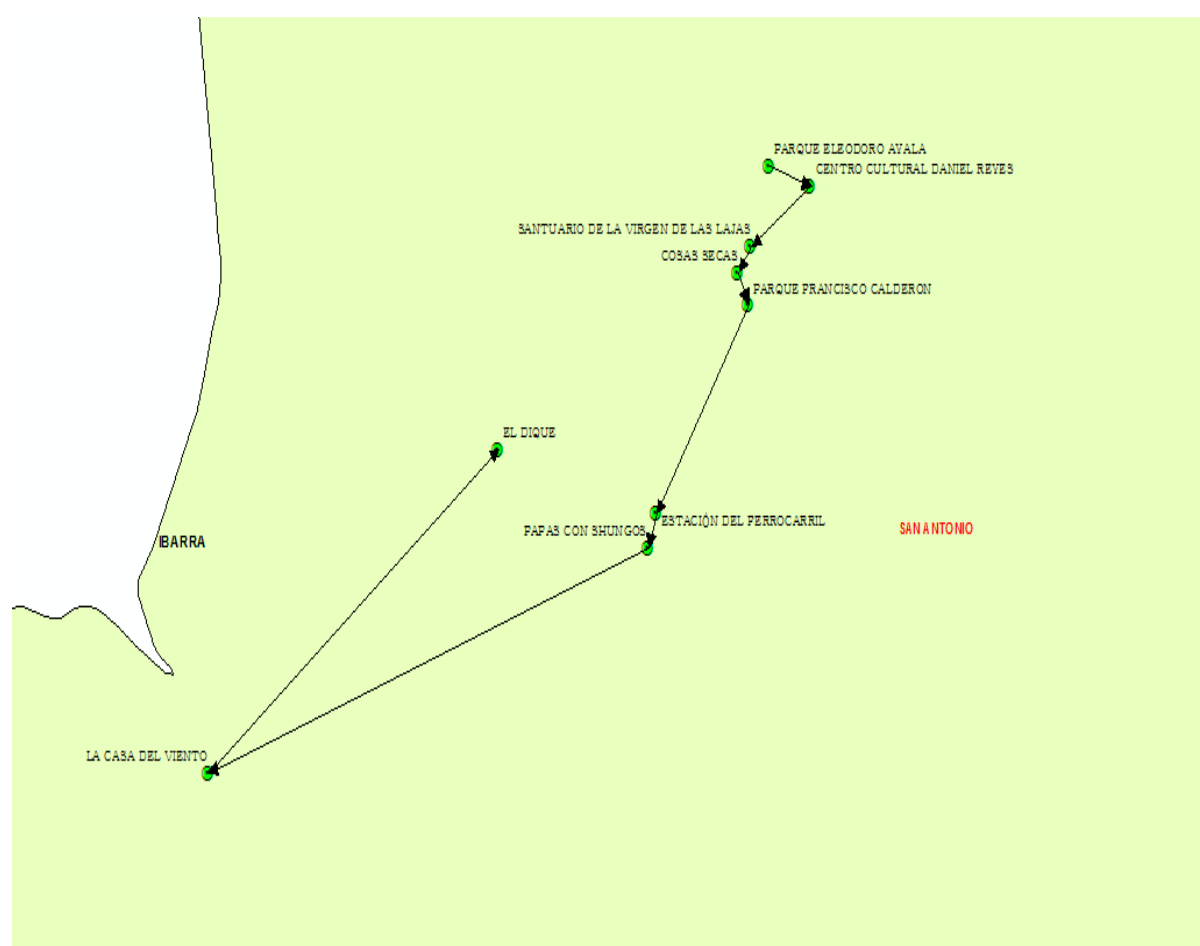 PARQUE ELEODORO AYALA
CENTRO CULTURAL DANIEL REYES
SANTUARIO DE LA VIRGEN DE LAS LAJAS
COSAS SECAS
PARQUE FRANCISCO CALDERON
EL DIQUE
ESTACIÓN DEL FERROCARRIL
PAPAS CON SHUNGOS
SAN ANTONIO
IBARRA
LA CASA DEL VIENTO